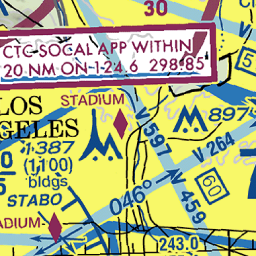 30
CTC SOCAL APP WITHIN
20 NM ON 124.6 298.85
LOS
GELES
STADIUM
897
5
1387
(1100)
bldgs
V 597
V 264
60
STABO
046°
V 459
ADIUM
243.0